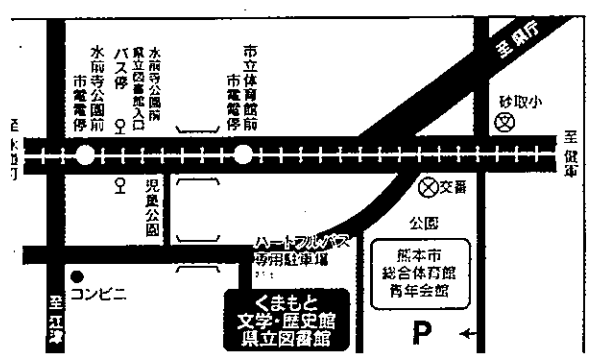 至県庁
水前寺公園前
市電電停
バス停
県立図書館入口
水前寺公園前
市立体育館前
市電電停
砂取小
文
至健軍
児童公園
交番
公園
ハートフルパス
専用駐車場
熊本市
総合体育館
青年会館
コンビニ
至江津
くまもと
文学・歴史館
県立図書館
P